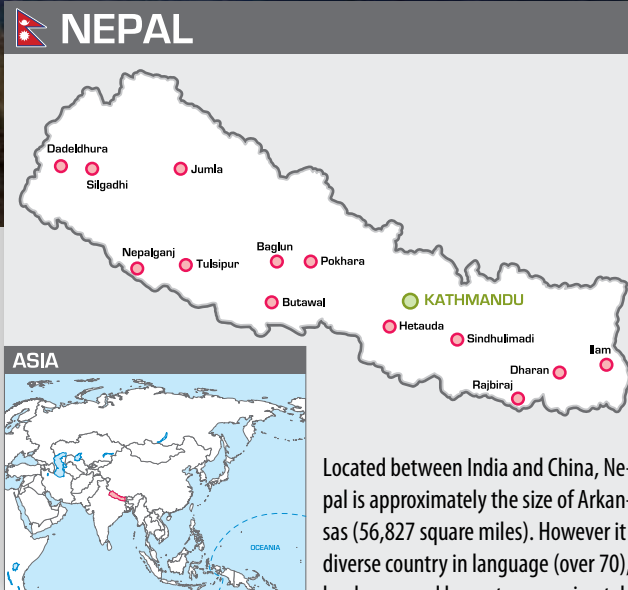 NEPAL
Dadeldhura
Silgadhi
Jumla
Nepalganj
Tulsipur
Baglun
Pokhara
Butawal
KATHMANDU
Hetauda
Sindhulimadi
Ilam
Dharan
Rajbiraj
ASIA
OCEANIA
Located between India and China, Ne-
pal is approximately the size of Arkan-
sas (56,827 square miles). However it
diverse country in language (over 70),